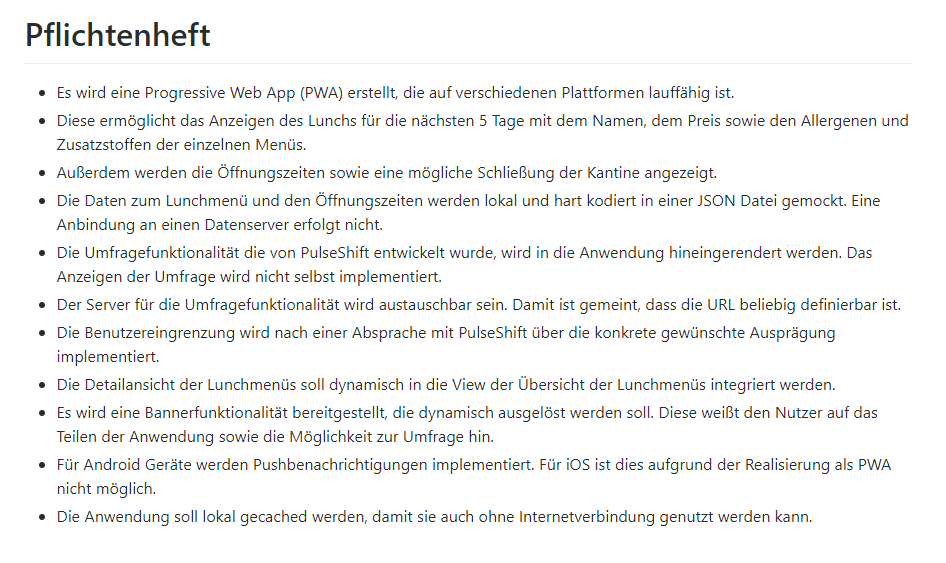 Pflichtenheft
• Es wird eine Progressive Web App (PWA) erstellt, die auf verschiedenen Plattformen lauffähig ist.
• Diese ermöglicht das Anzeigen des Lunchs für die nächsten 5 Tage mit dem Namen, dem Preis sowie den Allergenen und
Zusatzstoffen der einzelnen Menüs.
• Außerdem werden die Öffnungszeiten sowie eine mögliche Schließung der Kantine angezeigt.
• Die Daten zum Lunchmenü und den Öffnungszeiten werden lokal und hart kodiert in einer JSON Datei gemockt. Eine
Anbindung an einen Datenserver erfolgt nicht.
• Die Umfragefunktionalität die von PulseShift entwickelt wurde, wird in die Anwendung hineingerendert werden. Das
Anzeigen der Umfrage wird nicht selbst implementiert.
• Der Server für die Umfragefunktionalität wird austauschbar sein. Damit ist gemeint, dass die URL beliebig definierbar ist.
• Die Benutzereingrenzung wird nach einer Absprache mit PulseShift über die konkrete gewünschte Ausprägung
implementiert.
• Die Detailansicht der Lunchmenüs soll dynamisch in die View der Übersicht der Lunchmenüs integriert werden.
• Es wird eine Bannerfunktionalität bereitgestellt, die dynamisch ausgelöst werden soll. Diese weißt den Nutzer auf das
Teilen der Anwendung sowie die Möglichkeit zur Umfrage hin.
• Für Android Geräte werden Pushbenachrichtigungen implementiert. Für iOS ist dies aufgrund der Realisierung als PWA
nicht möglich.
• Die Anwendung soll lokal gecached werden, damit sie auch ohne Internetverbindung genutzt werden kann.